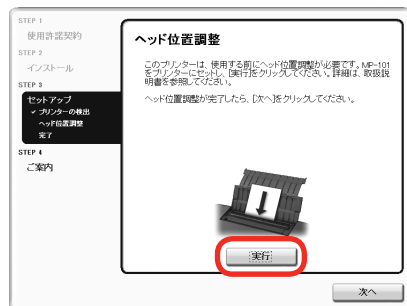 STEP 1
使用許諾契約
STEP 2
インストール
STEP 3
セットアップ
✓ プリンターの検出
ヘッド位置調整
完了
STEP 4
ご案内
ヘッド位置調整
このプリンターは、使用する前にヘッド位置調整が必要です。MP-101
をプリンターにセットし、[実行]をクリックしてください。詳細は、取扱説
明書を参照してください。
ヘッド位置調整が完了したら、[次へ]をクリックしてください。
実行
次へ